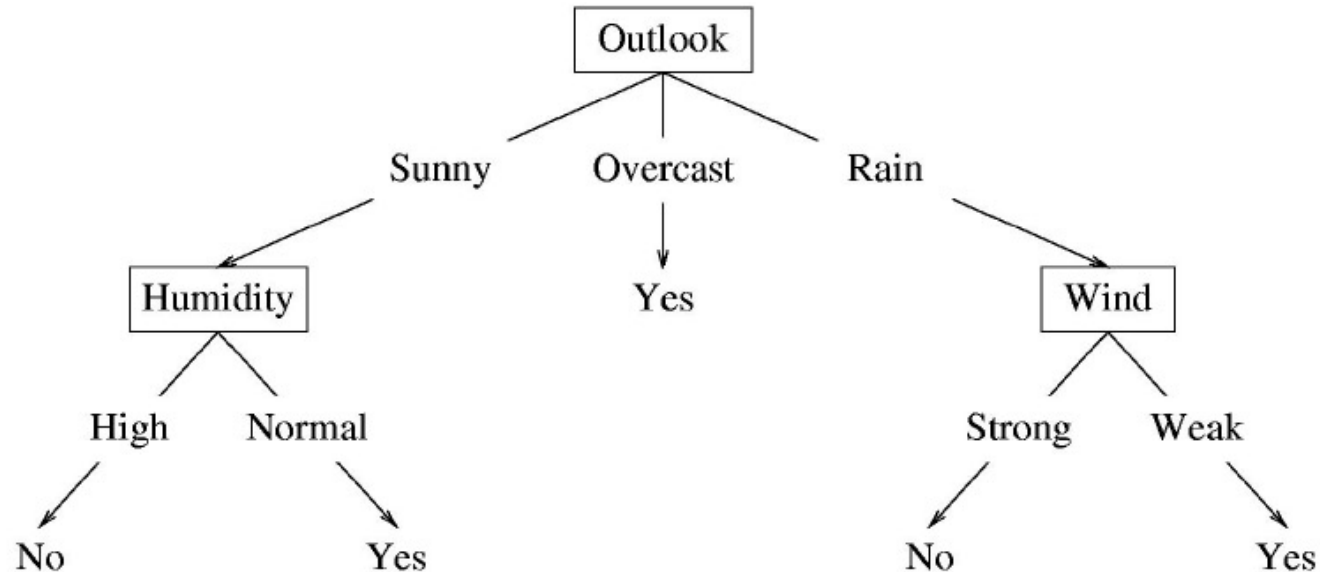 Outlook
Sunny Overcast Rain
Humidity Yes Wind
High Normal Strong Weak
No Yes No Yes